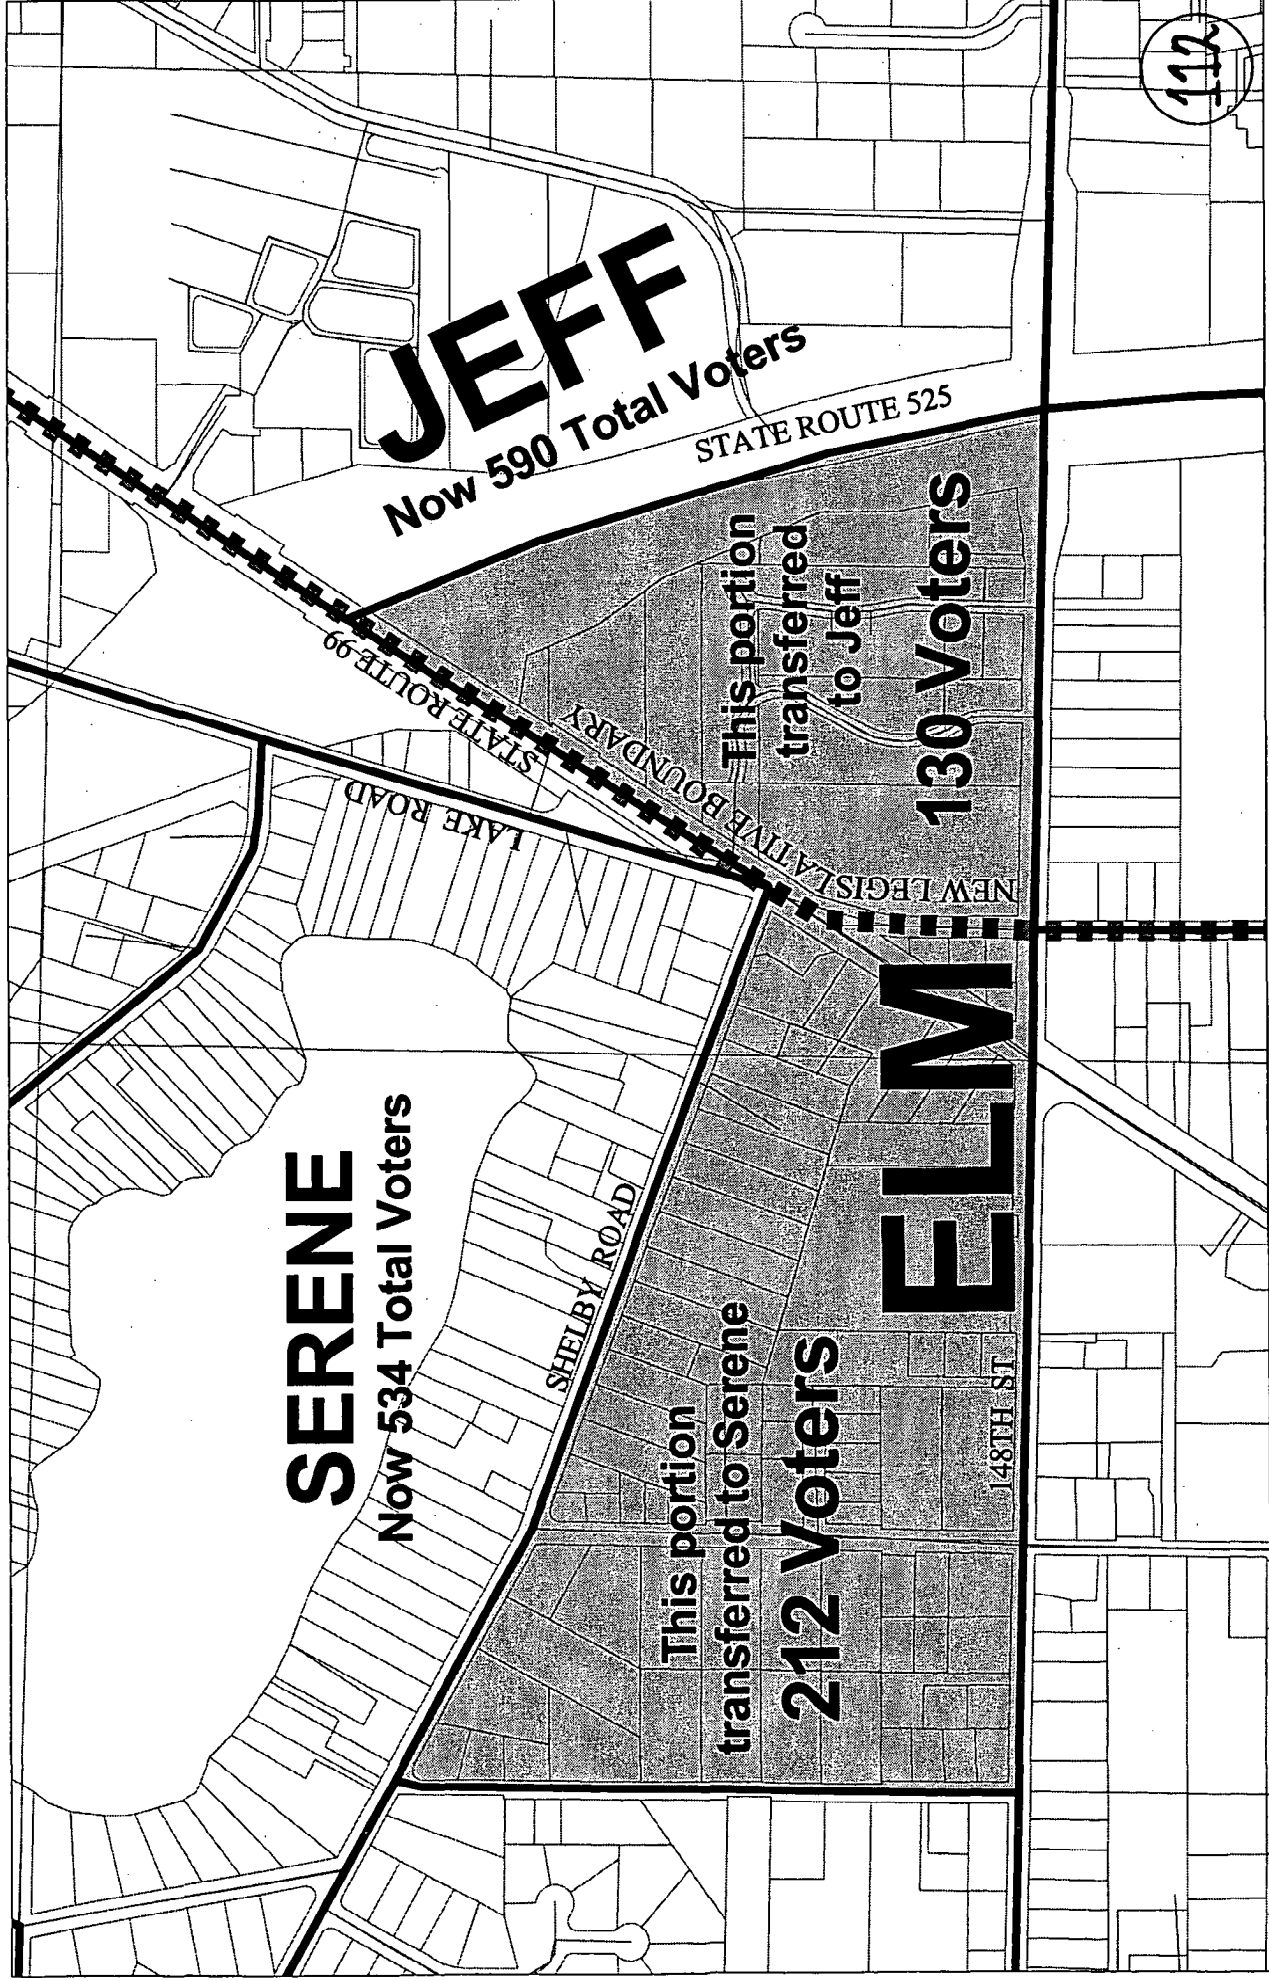 SERENE
Now 534 Total Voters
JEFF
Now 590 Total Voters
LAKE ROAD
STATE ROUTE 99
STATE ROUTE 525
SHELBY ROAD
NEW LEGISLATIVE BOUNDARY
This portion
transferred to Serene
212 Voters
This portion
transferred
to Jeff
130 Voters
ELM
148TH ST
112